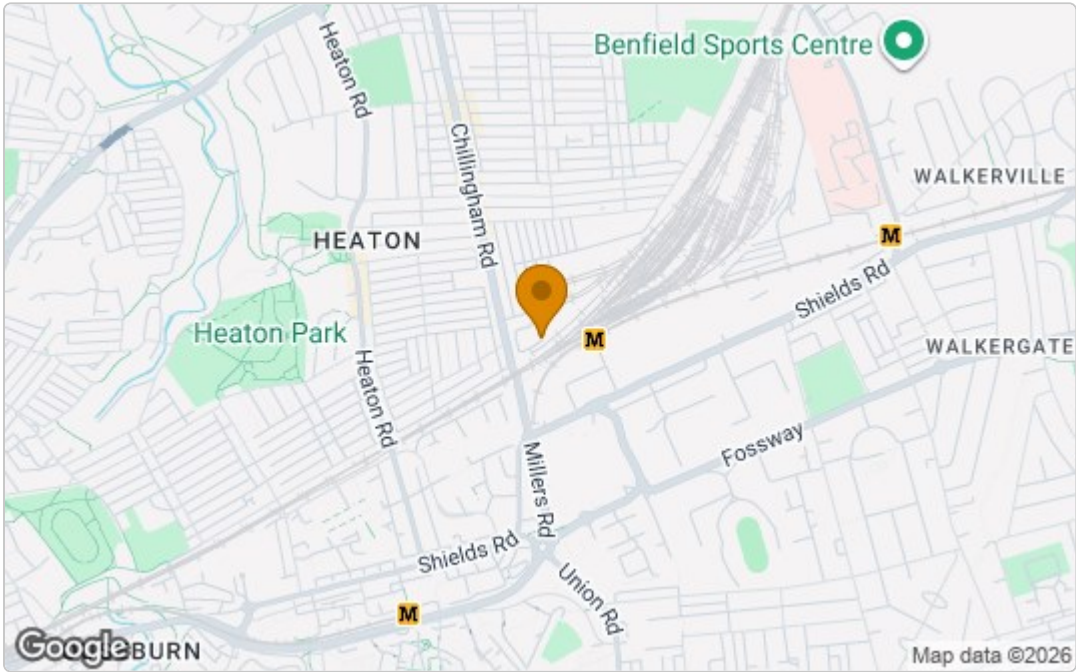 Heaton Rd
Benfield Sports Centre
Chillingham Rd
WALKERVILLE
HEATON
M
Shields Rd
Heaton Park
M
WALKERGATE
Heaton Rd
Fossway
Millers Rd
Shields Rd
Union Rd
M
Google
BURN
Map data ©2026